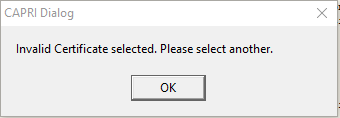 CAPRI Dialog
Invalid Certificate selected. Please select another.
OK